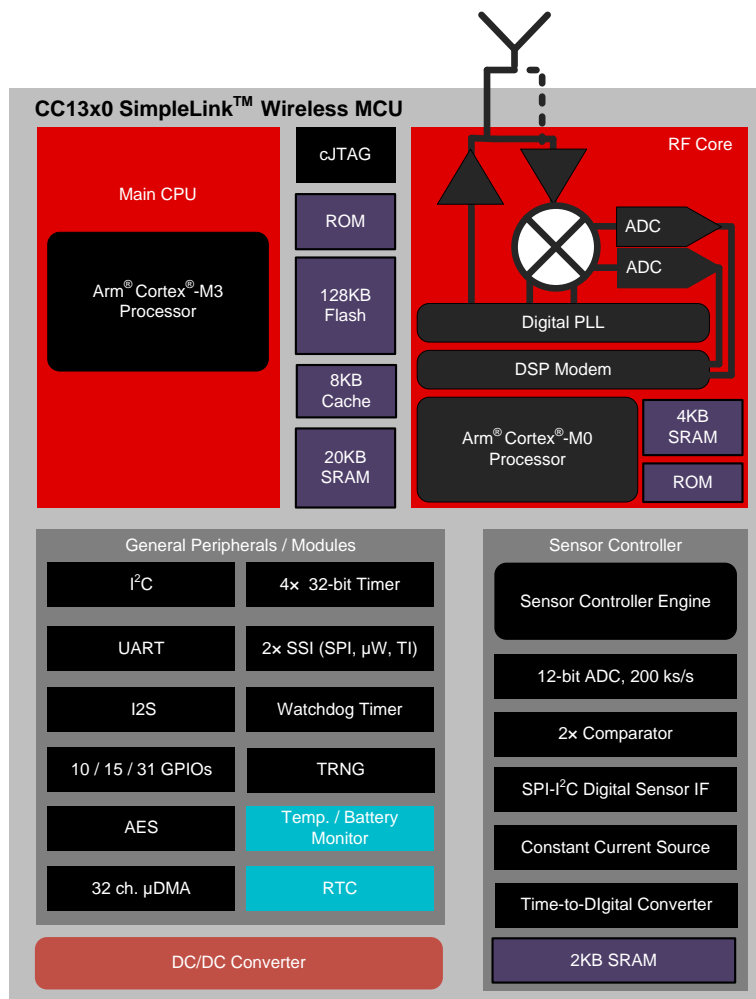 CC13x0 SimpleLink™ Wireless MCU
Main CPU
Arm® Cortex®-M3
Processor
cJTAG
ROM
128KB
Flash
8KB
Cache
20KB
SRAM
RF Core
ADC
ADC
Digital PLL
DSP Modem
Arm® Cortex®-M0
Processor
4KB
SRAM
ROM
General Peripherals / Modules
I²C
4× 32-bit Timer
UART
2× SSI (SPI, µW, TI)
I2S
Watchdog Timer
10 / 15 / 31 GPIOs
TRNG
AES
Temp. / Battery
Monitor
32 ch. µDMA
RTC
Sensor Controller
Sensor Controller Engine
12-bit ADC, 200 ks/s
2× Comparator
SPI-I²C Digital Sensor IF
Constant Current Source
Time-to-DIgital Converter
2KB SRAM
DC/DC Converter